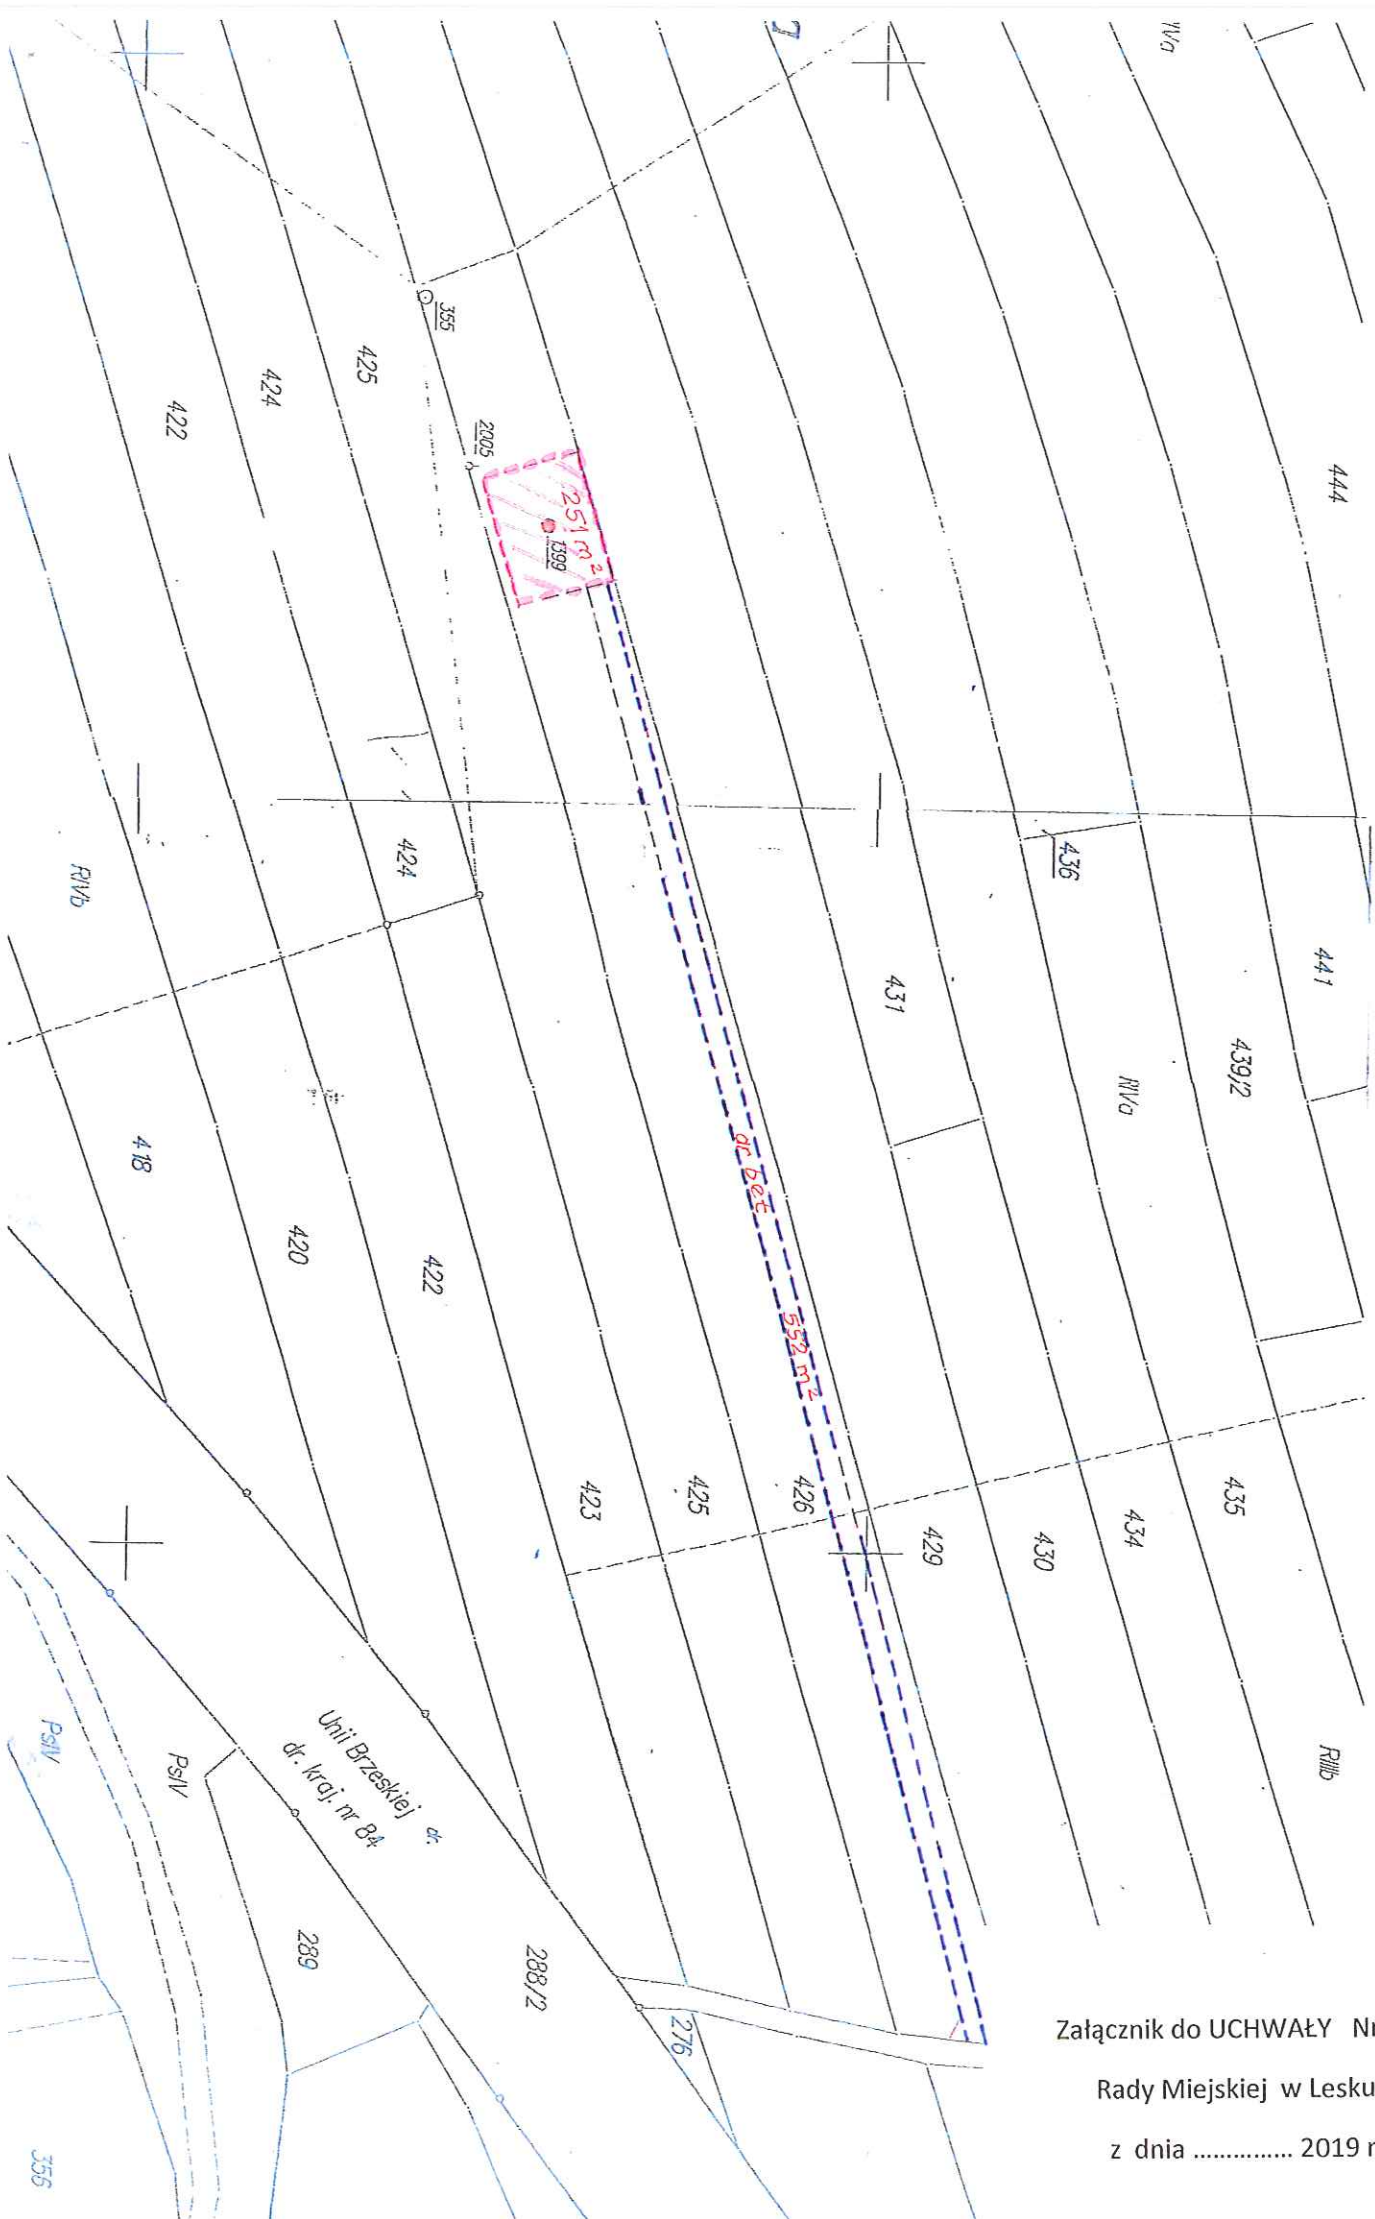 444
441
439/2
436
RIVa
435
434
430
429
431
426
425
423
RIIIb
355
2005
251 m²
1399
425
424
422
424
RIVb
418
420
422
dr. bet
552 m²
Unii Brzeskiej dr.
dr. kraj. nr 84
PsIV
PsIV
289
288/2
276
356
Załącznik do UCHWAŁY Nr
Rady Miejskiej w Lesku
z dnia .............. 2019 r